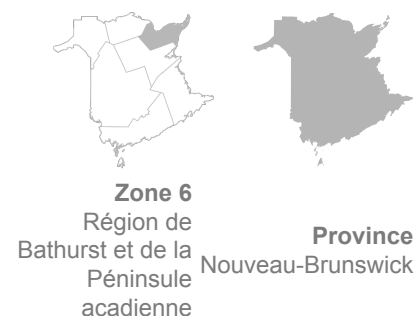 Zone 6
Région de
Bathurst et de la
Péninsule
acadienne
Province
Nouveau-Brunswick